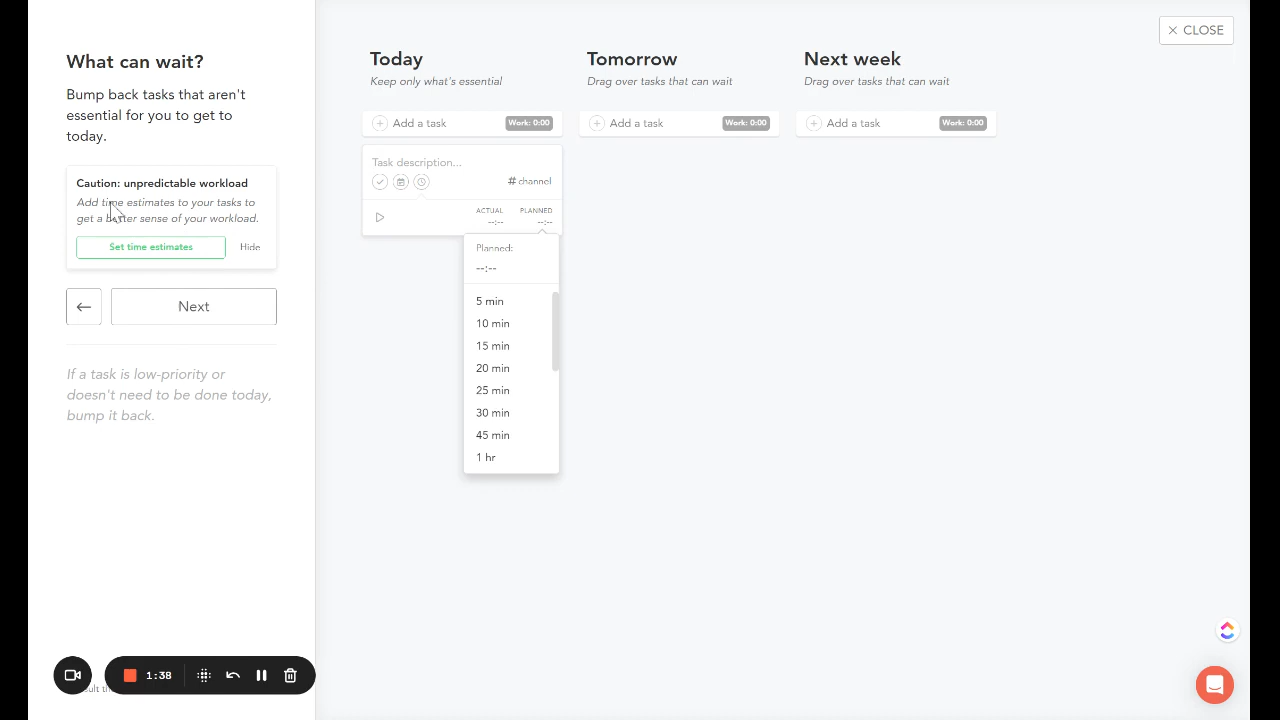 What can wait?
Bump back tasks that aren't
essential for you to get to
today.
Caution: unpredictable workload
Add time estimates to your tasks to
get a better sense of your workload.
Set time estimates
Hide
Next
If a task is low-priority or
doesn't need to be done today,
bump it back.
1:38
CLOSE
Today
Keep only what's essential
Add a task
Work: 0:00
Task description...
# channel
ACTUAL
--:--
PLANNED
--:--
Planned:
--:--
5 min
10 min
15 min
20 min
25 min
30 min
45 min
1 hr
Tomorrow
Drag over tasks that can wait
Add a task
Work: 0:00
Next week
Drag over tasks that can wait
Add a task
Work: 0:00